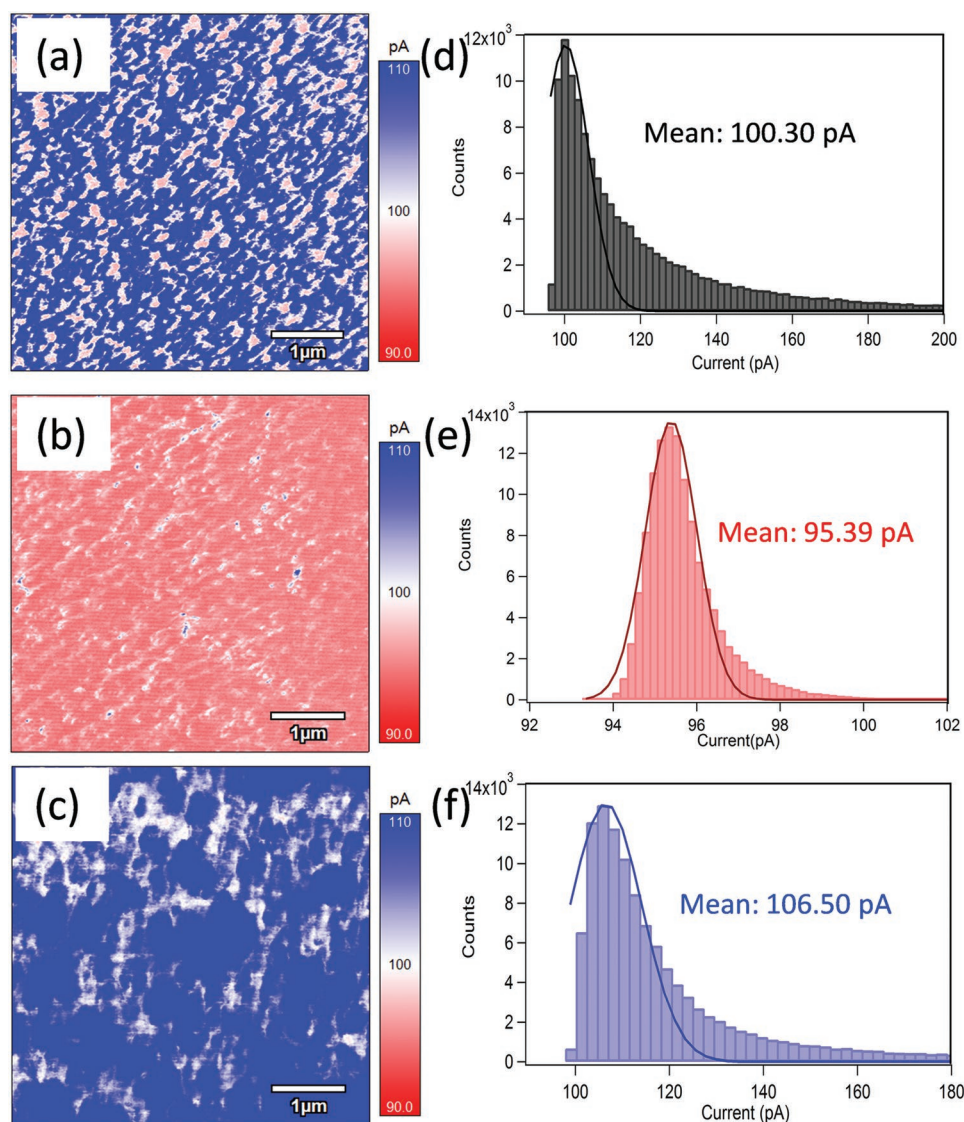 (a)
pA
110
100
90.0
1µm
(d)
12x10³
10
8
6
4
2
0
Counts
Mean: 100.30 pA
100 120 140 160 180 200
Current (pA)
(b)
pA
110
100
90.0
1µm
(e)
14x10³
12
10
8
6
4
2
0
Counts
Mean: 95.39 pA
92 94 96 98 100 102
Current(pA)
(c)
pA
110
100
90.0
1µm
(f)
14x10³
12
10
8
6
4
2
0
Counts
Mean: 106.50 pA
100 120 140 160 180
Current (pA)